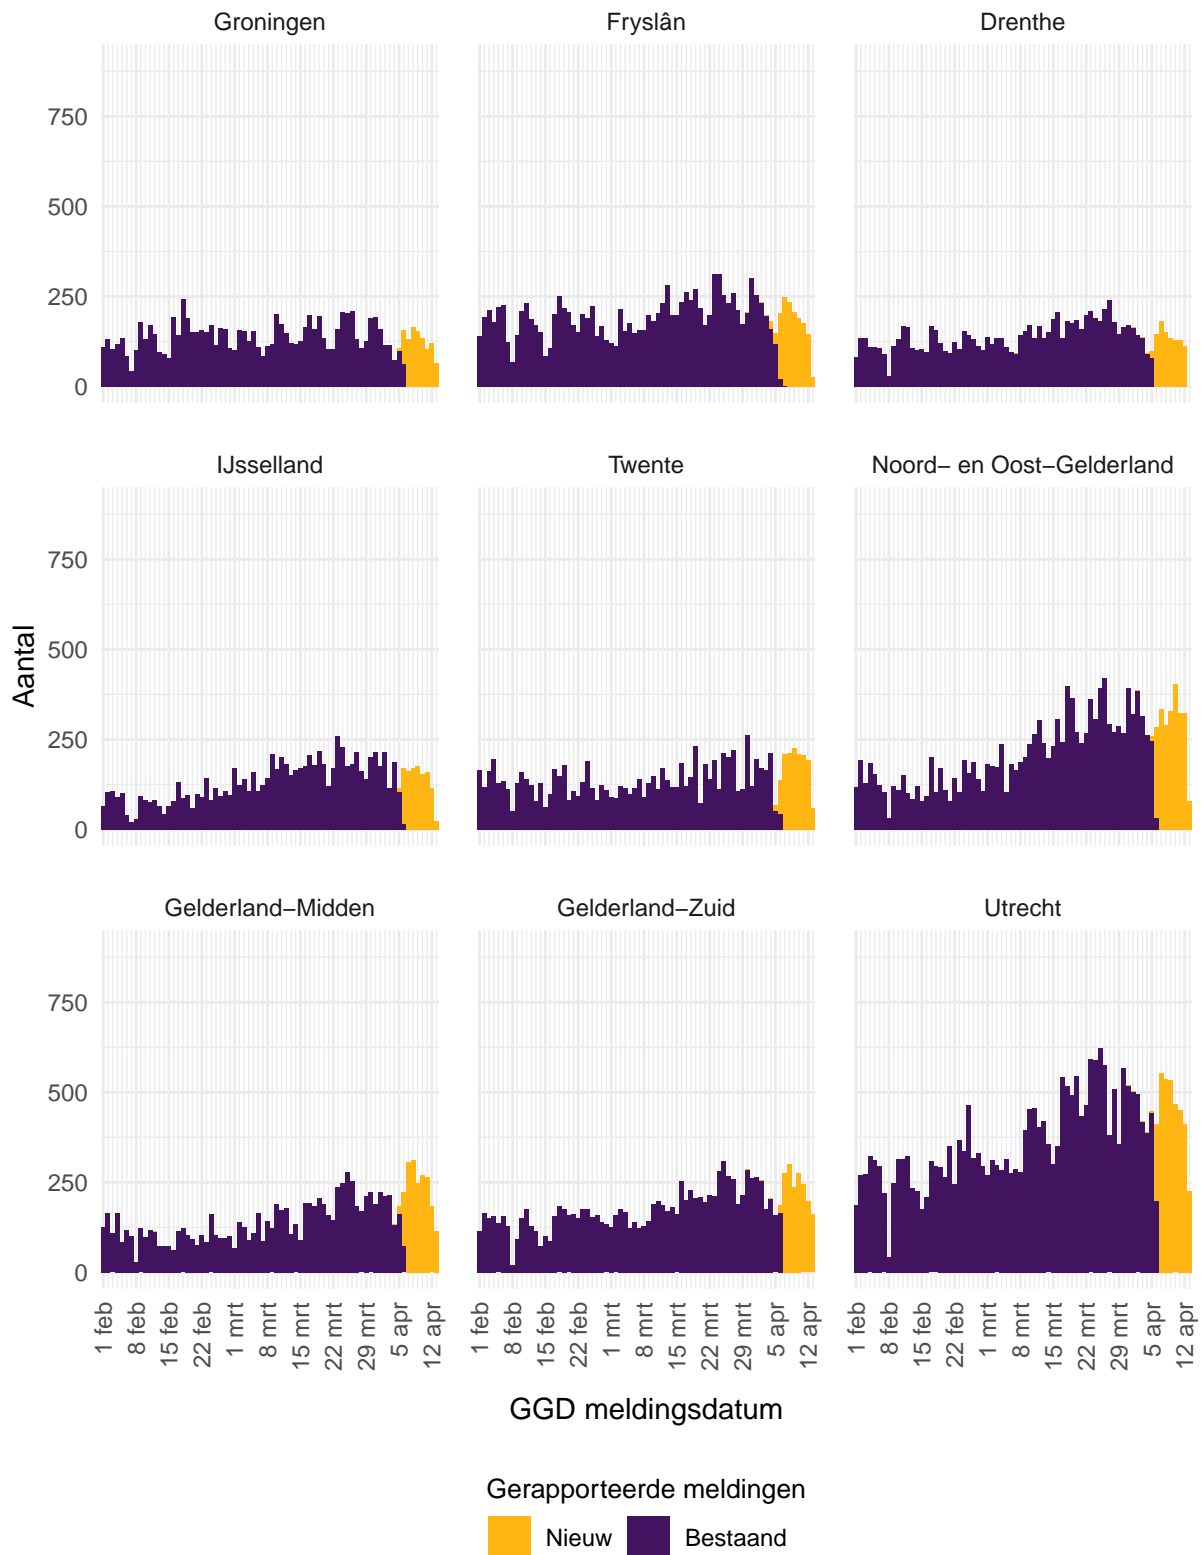 Groningen Fryslân Drenthe
750
500
250
0
IJsselland Twente Noord− en Oost−Gelderland
750
500
250
0
Aantal
Gelderland−Midden Gelderland−Zuid Utrecht
750
500
250
0
1 feb 8 feb 15 feb 22 feb 1 mrt 8 mrt 15 mrt 22 mrt 29 mrt 5 apr 12 apr 1 feb 8 feb 15 feb 22 feb 1 mrt 8 mrt 15 mrt 22 mrt 29 mrt 5 apr 12 apr 1 feb 8 feb 15 feb 22 feb 1 mrt 8 mrt 15 mrt 22 mrt 29 mrt 5 apr 12 apr
GGD meldingsdatum
Gerapporteerde meldingen
Nieuw Bestaand